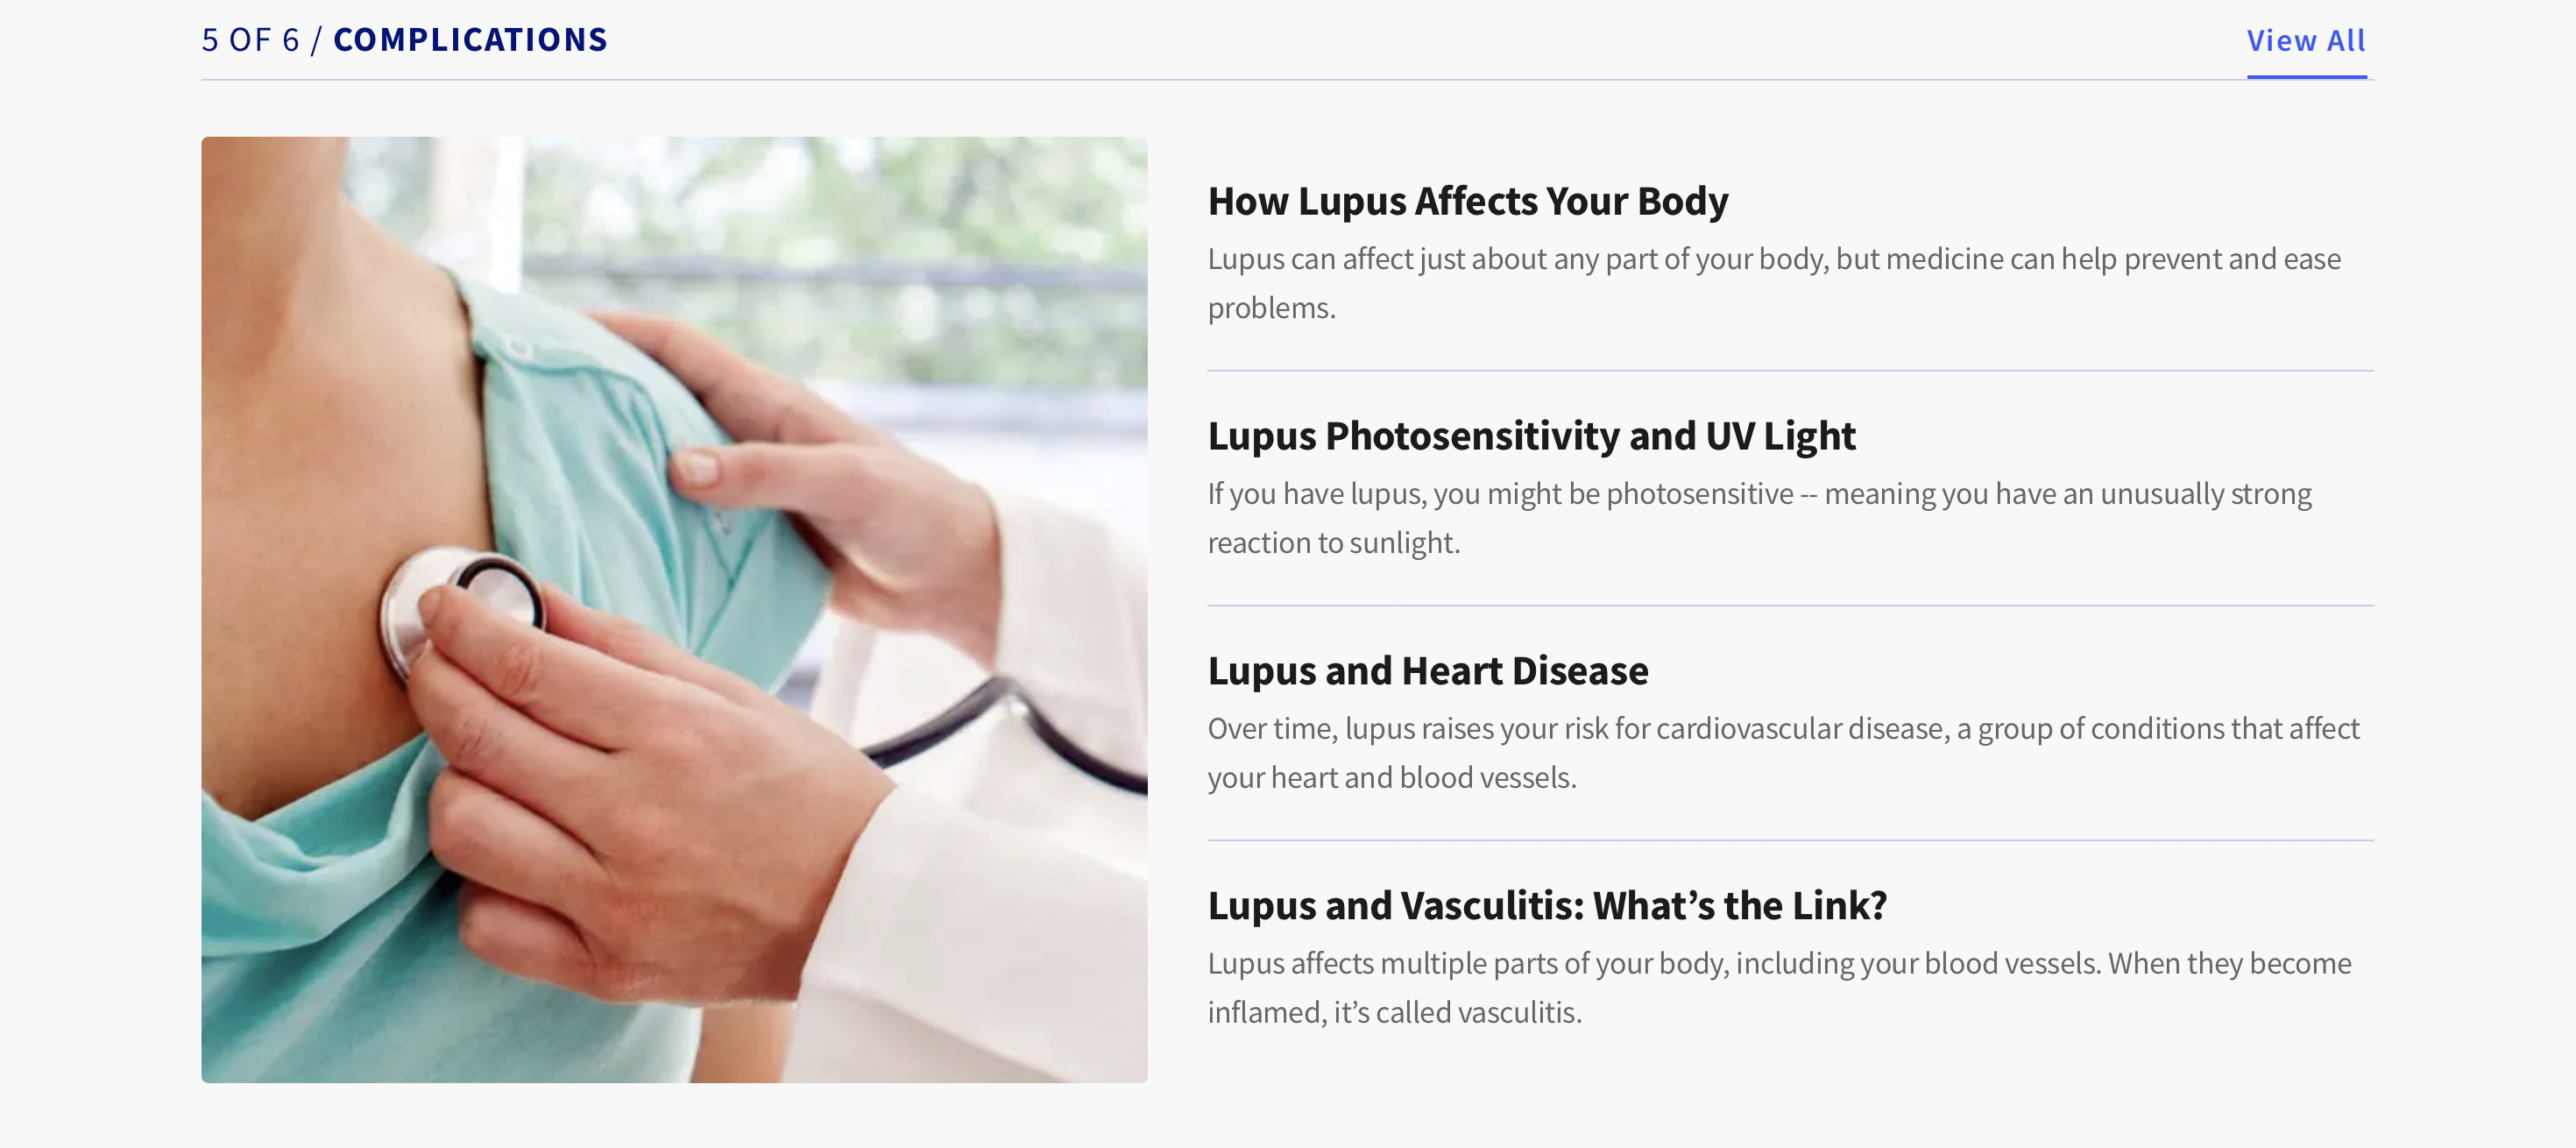 5 OF 6 / COMPLICATIONS
View All
How Lupus Affects Your Body
Lupus can affect just about any part of your body, but medicine can help prevent and ease
problems.
Lupus Photosensitivity and UV Light
If you have lupus, you might be photosensitive -- meaning you have an unusually strong
reaction to sunlight.
Lupus and Heart Disease
Over time, lupus raises your risk for cardiovascular disease, a group of conditions that affect
your heart and blood vessels.
Lupus and Vasculitis: What’s the Link?
Lupus affects multiple parts of your body, including your blood vessels. When they become
inflamed, it’s called vasculitis.